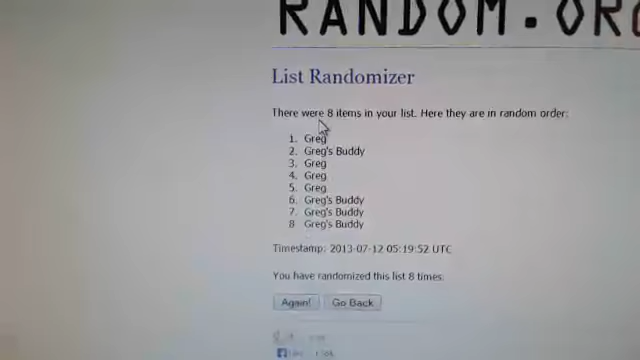 RANDOM.ORG
List Randomizer
There were 8 items in your list. Here they are in random order:
1. Greg
2. Greg's Buddy
3. Greg
4. Greg
5. Greg
6. Greg's Buddy
7. Greg's Buddy
8 Greg's Buddy
Timestamp: 2013-07-12 05:19:52 UTC
You have randomized this list 8 times.
Again! Go Back